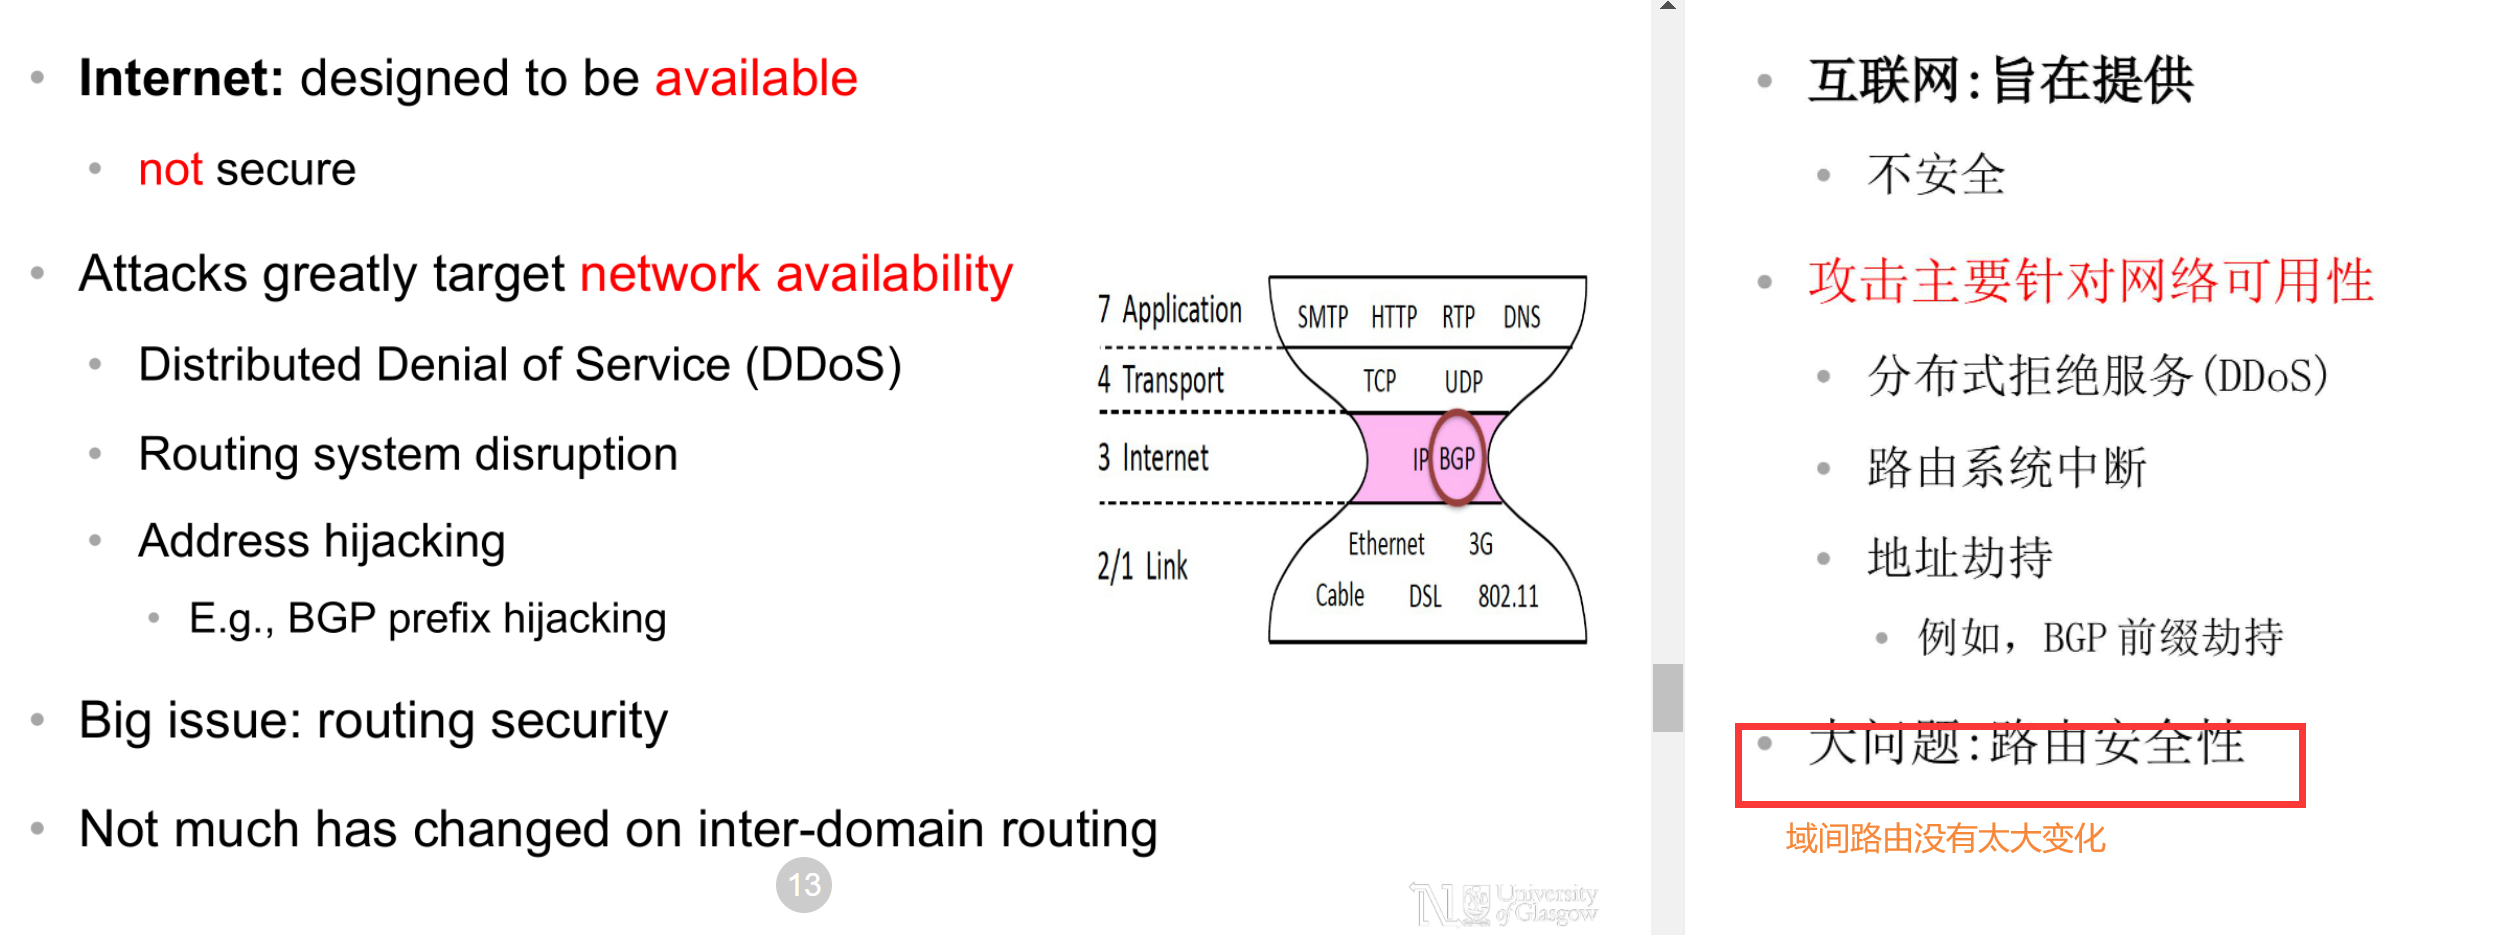 Internet: designed to be available
not secure
Attacks greatly target network availability
Distributed Denial of Service (DDoS)
Routing system disruption
Address hijacking
E.g., BGP prefix hijacking
Big issue: routing security
Not much has changed on inter-domain routing
13
7 Application
SMTP HTTP RTP DNS
4 Transport
TCP UDP
3 Internet
IP BGP
2/1 Link
Ethernet 3G
Cable DSL 802.11
University
of Glasgow
互联网:旨在提供
不安全
攻击主要针对网络可用性
分布式拒绝服务(DDoS)
路由系统中断
地址劫持
例如，BGP 前缀劫持
大问题:路由安全性
域间路由没有太大变化